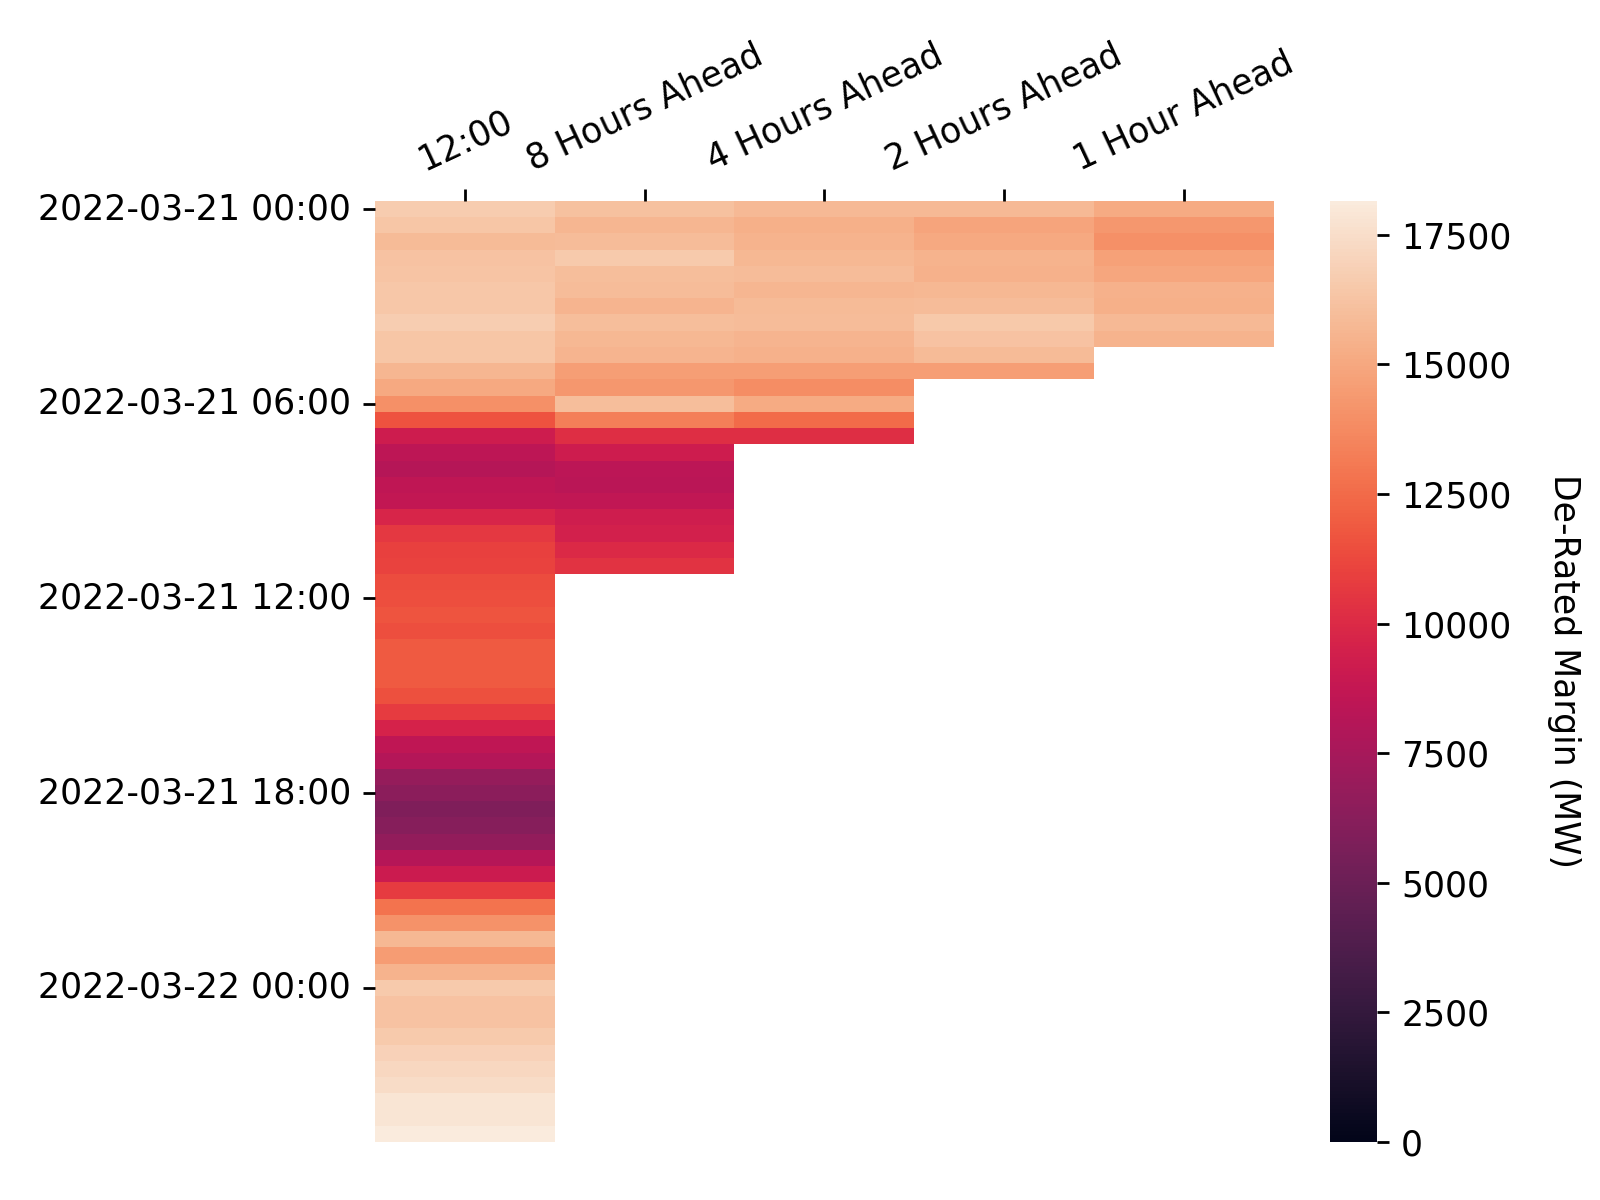 12:00
8 Hours Ahead
4 Hours Ahead
2 Hours Ahead
1 Hour Ahead
2022-03-21 00:00
2022-03-21 06:00
2022-03-21 12:00
2022-03-21 18:00
2022-03-22 00:00
17500
15000
12500
10000
7500
5000
2500
0
De-Rated Margin (MW)